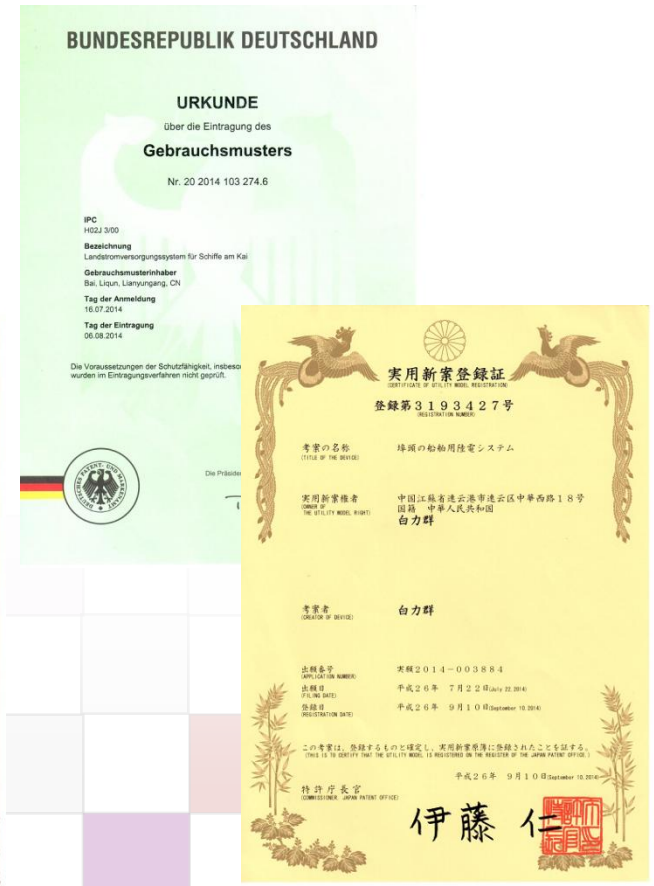 BUNDESREPUBLIK DEUTSCHLAND
URKUNDE
über die Eintragung des
Gebrauchsmusters
Nr. 20 2014 103 274.6
IPC
H02J 3/00
Bezeichnung
Landstromversorgungssystem für Schiffe am Kai
Gebrauchsmusterinhaber
Bai, Liqun, Lianyungang, CN
Tag der Anmeldung
16.07.2014
Tag der Eintragung
06.08.2014
Die Voraussetzungen der Schutzfähigkeit,
wurden im Eintragungsverfahren nicht geprüft.
DEUTSCHES PATENT- UND MARKENAMT
Die
実用新案登録証
(CERTIFICATE OF UTILITY MODEL REGISTRATION)
登録第3193427号
(REGISTRATION NUMBER)
考案の名称
(TITLE OF THE DEVICE)
埠頭の船舶用陸電システム
実用新案権者
(OWNER OF
THE UTILITY MODEL RIGHT)
中国江蘇省連云港市連云区中華西路18号
国籍 中華人民共和国
白力群
考案者
(CREATOR OF DEVICE)
白力群
出願番号
(APPLICATION NUMBER)
実願2014-003884
出願日
(FILING DATE)
平成26年 7月22日(July 22,2014)
登録日
(REGISTRATION DATE)
平成26年 9月10日(September 10,2014)
この考案は、登録するものと確定し、実用新案原簿に登録されたことを証する。
(THIS IS TO CERTIFY THAT THE UTILITY MODEL IS REGISTERED ON THE REGISTER OF THE JAPAN PATENT OFFICE.)
平成26年 9月10日(September 10,2014)
特許庁長官
(COMMISSIONER, JAPAN PATENT OFFICE)
伊藤 仁